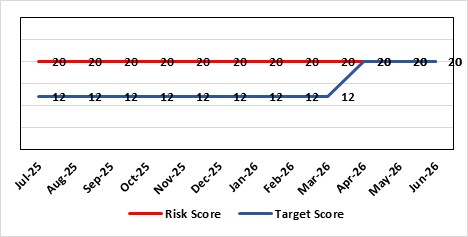 20 20 20 20 20 20 20 20 20 20 20 20
12 12 12 12 12 12 12 12 12
Jul-25 Aug-25 Sep-25 Oct-25 Nov-25 Dec-25 Jan-26 Feb-26 Mar-26 Apr-26 May-26 Jun-26
Risk Score Target Score